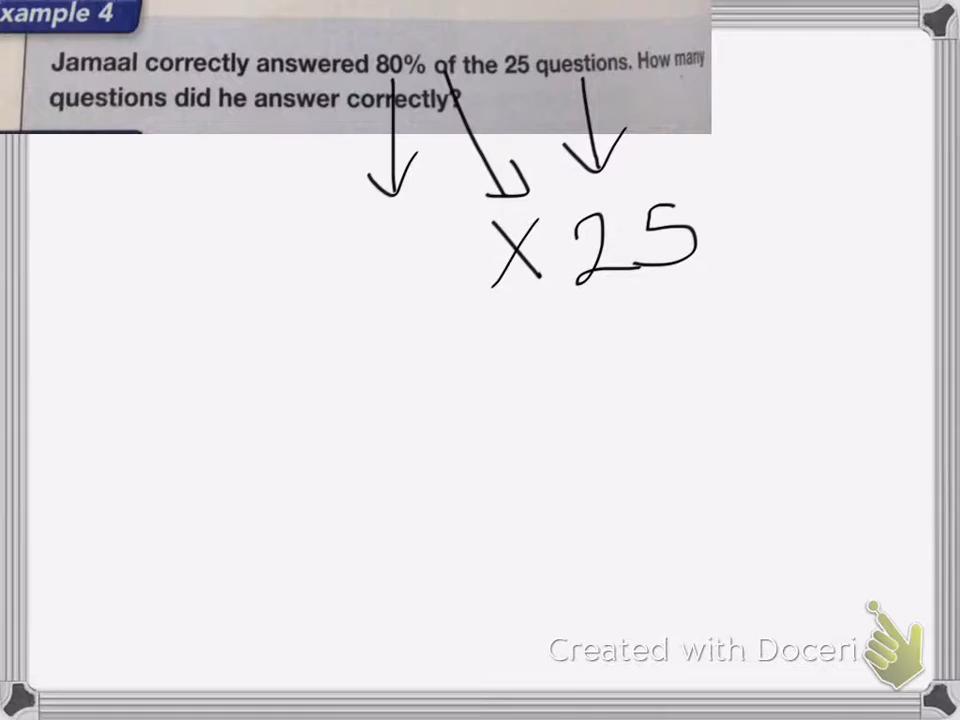 xample 4
Jamaal correctly answered 80% of the 25 questions. How many
questions did he answer correctly?
X 25
Created with Doceri